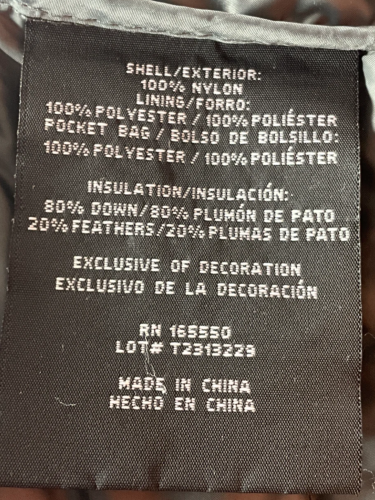 SHELL/EXTERIOR:
100% NYLON
LINING/FORRO:
100% POLYESTER / 100% POLIÉSTER
POCKET BAG / BOLSO DE BOLSILLO:
100% POLYESTER / 100% POLIÉSTER
INSULATION/INSULACIÓN:
80% DOWN/80% PLUMÓN DE PATO
20% FEATHERS/20% PLUMAS DE PATO
EXCLUSIVE OF DECORATION
EXCLUSIVO DE LA DECORACIÓN
RN 165550
LOT# T2313229
MADE IN CHINA
HECHO EN CHINA